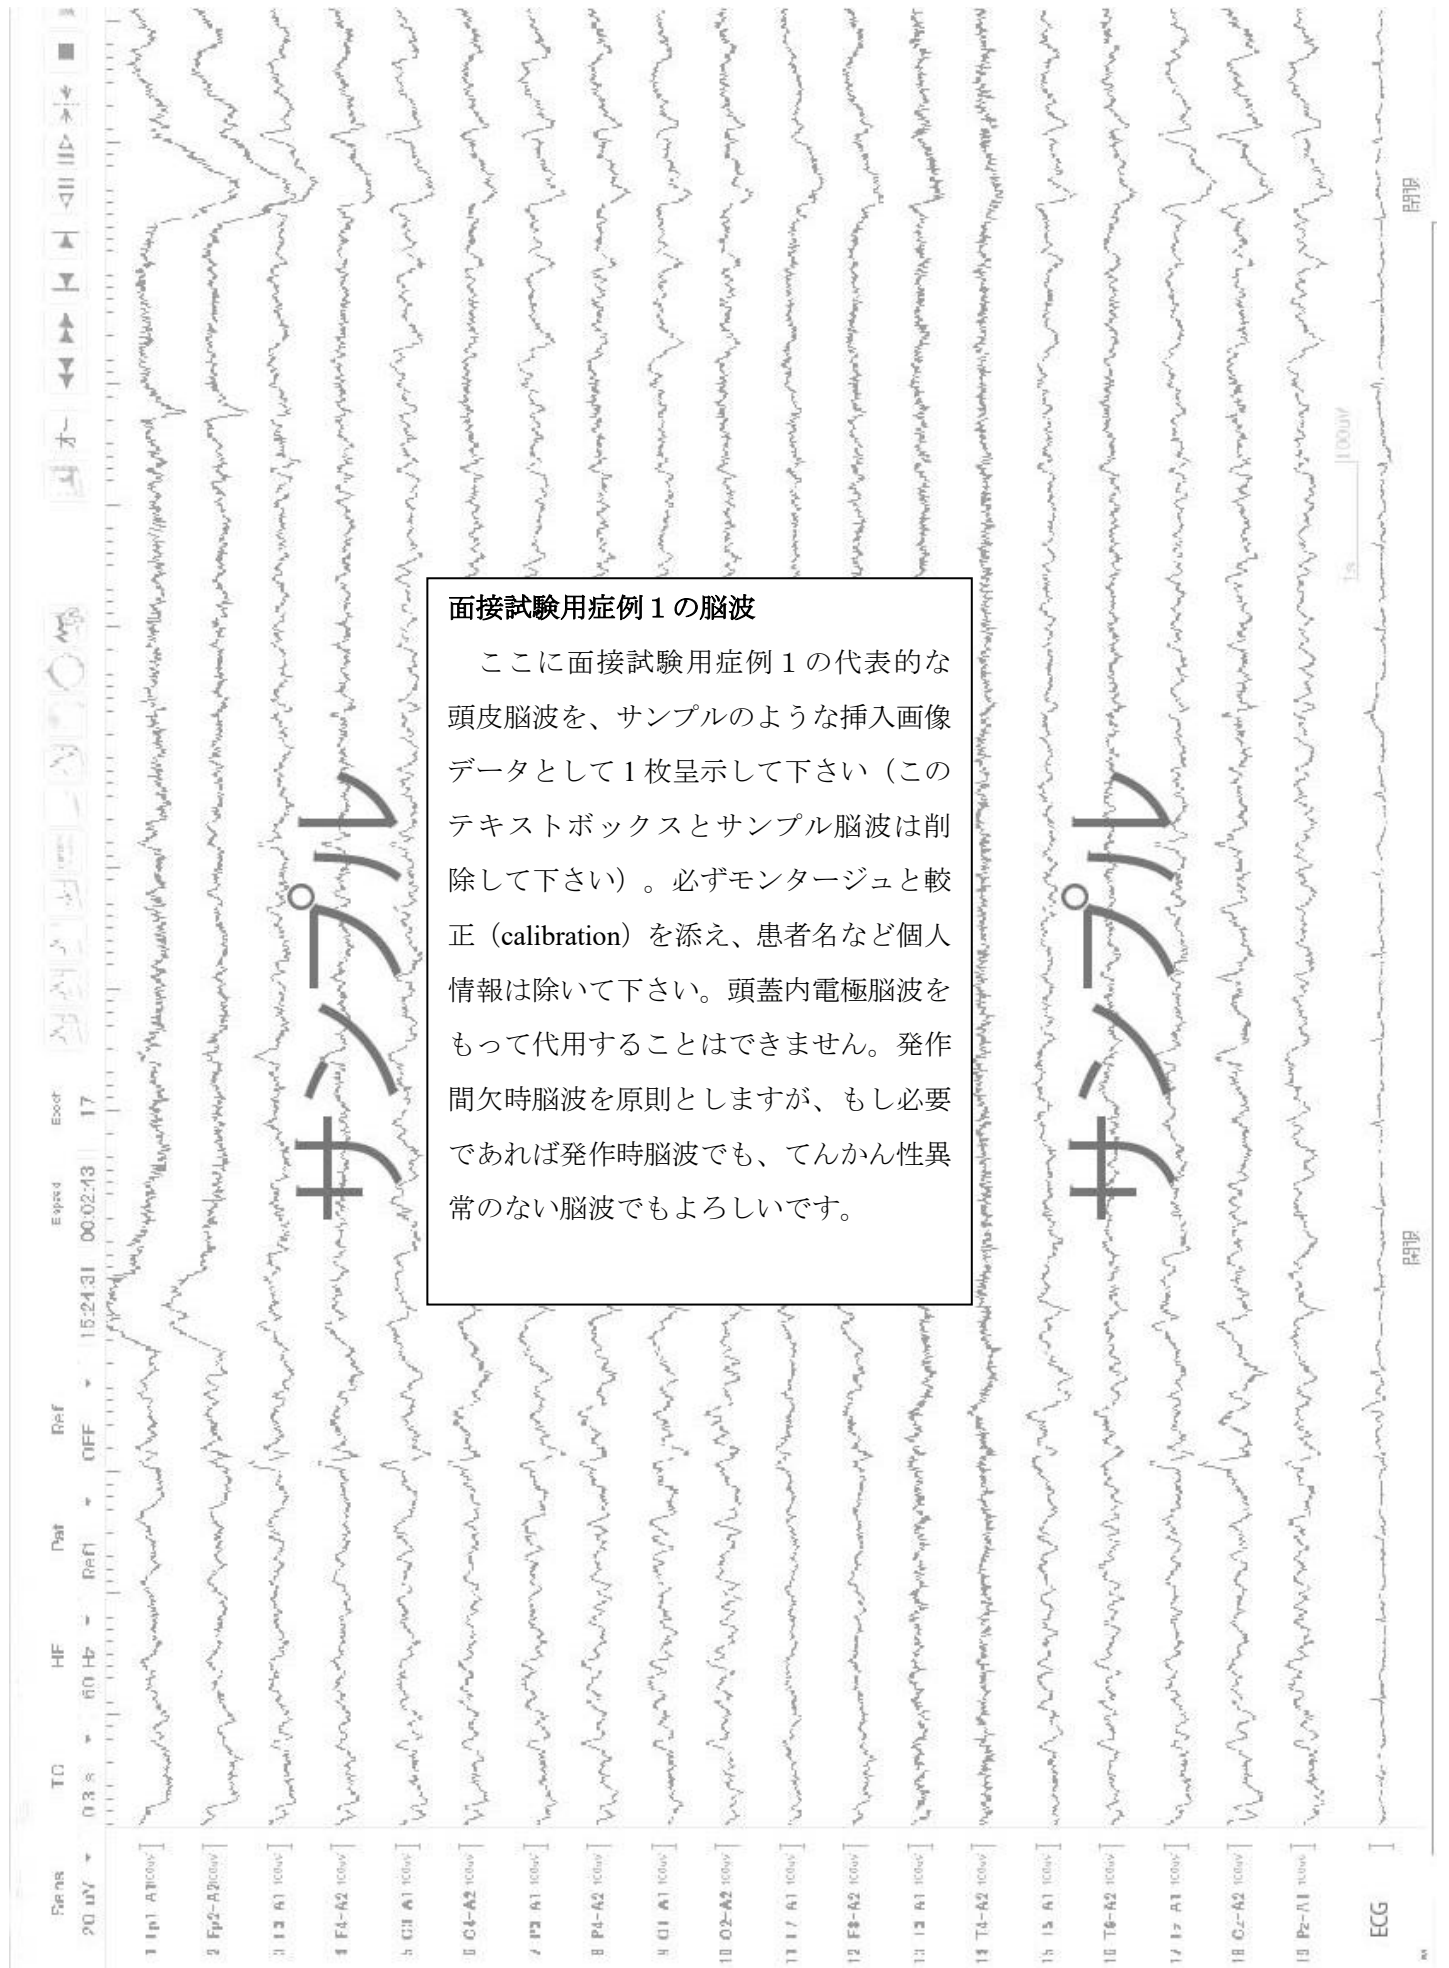 面接試験用症例１の脳波
ここに面接試験用症例１の代表的な
頭皮脳波を、サンプルのような挿入画像
データとして 1 枚呈示して下さい（この
テキストボックスとサンプル脳波は削
除して下さい）。必ずモンタージュと較
正（calibration）を添え、患者名など個人
情報は除いて下さい。頭蓋内電極脳波を
もって代用することはできません。発作
間欠時脳波を原則としますが、もし必要
であれば発作時脳波でも、てんかん性異
常のない脳波でもよろしいです。
サンプル
サンプル
Sens TC HF Pat Ref Elapsed Epoch
20 uV 0.3 s 60 Hz Ref1 OFF 15:21:31 00:02:43 17
2 Fp2-A2
4 F4-A2
6 C4-A2
8 P4-A2
10 O2-A2
12 F8-A2
14 T4-A2
16 T6-A2
18 Cz-A2
19 Pz-A1
ECG
開眼
開眼
1s
100uV